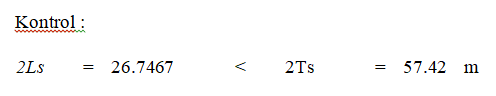 Kontrol :
2Ls = 26.7467 < 2Ts = 57.42 m